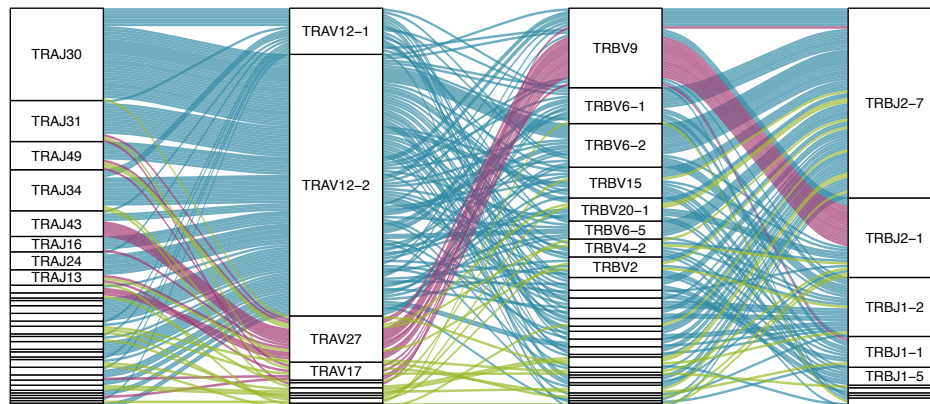 TRAJ30
TRAJ31
TRAJ49
TRAJ34
TRAJ43
TRAJ16
TRAJ24
TRAJ13
TRAV12−1
TRAV12−2
TRAV27
TRAV17
TRBV9
TRBV6−1
TRBV6−2
TRBV15
TRBV20−1
TRBV6−5
TRBV4−2
TRBV2
TRBJ2−7
TRBJ2−1
TRBJ1−2
TRBJ1−1
TRBJ1−5